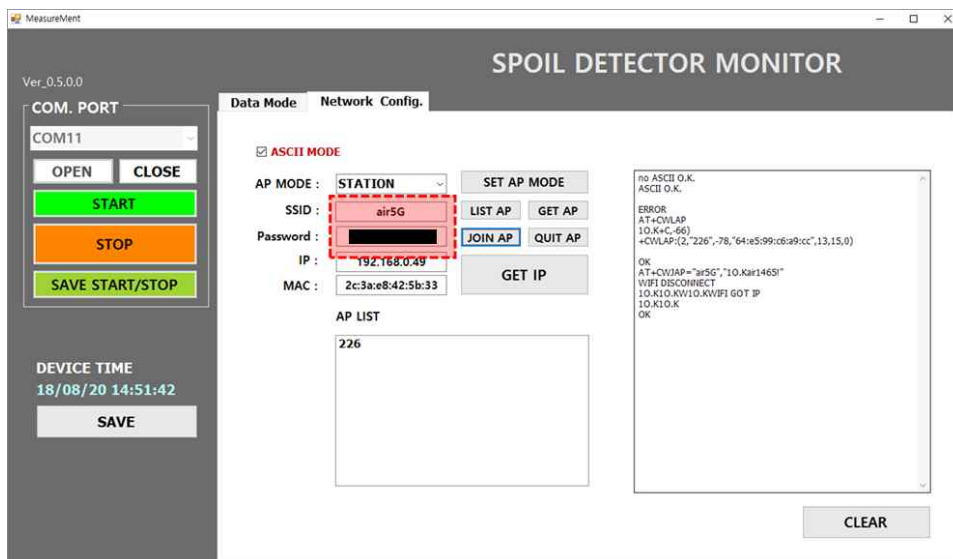 MeasureMent
SPOIL DETECTOR MONITOR
Ver_0.5.0.0
COM. PORT
COM11
OPEN CLOSE
START
STOP
SAVE START/STOP
DEVICE TIME
18/08/20 14:51:42
SAVE
Data Mode Network Config.
ASCII MODE
AP MODE : STATION SET AP MODE
SSID : air5G LIST AP GET AP
Password : JOIN AP QUIT AP
IP : 192.168.0.49 GET IP
MAC : 2c:3a:e8:42:5b:33
AP LIST
226
no ASCII O.K.
ASCII O.K.
ERROR
AT+CWLAP
1O.K+C,-66)
+CWLAP:(2,"226",-78,"64:e5:99:c6:a9:cc",13,15,0)
OK
AT+CWJAP="air5G","1O.Kair1465!"
WIFI DISCONNECT
1O.K1O.KW1O.KWIFI GOT IP
1O.K1O.K
OK
CLEAR